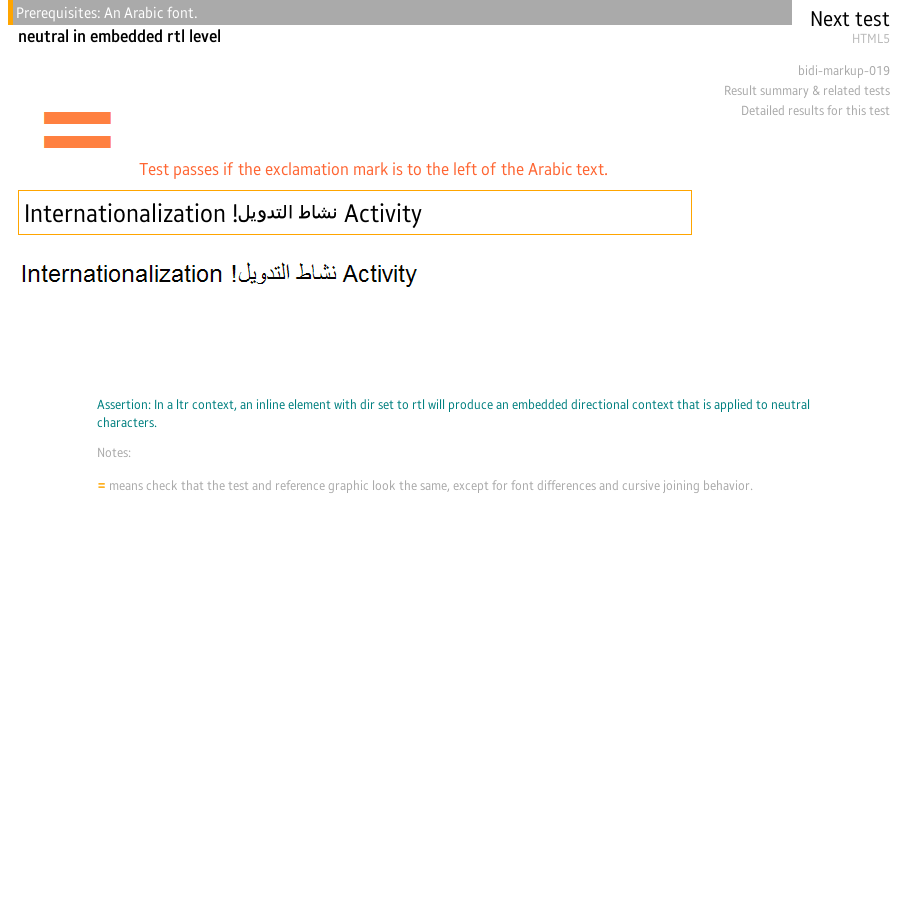 Prerequisites: An Arabic font.
Next test
neutral in embedded rtl level
HTML5
bidi-markup-019
Result summary & related tests
Detailed results for this test
Test passes if the exclamation mark is to the left of the Arabic text.
Internationalization ⁧نشاط التدويل!⁩ Activity
Internationalization ⁧نشاط التدويل!⁩ Activity
Assertion: In a ltr context, an inline element with dir set to rtl will produce an embedded directional context that is applied to neutral
characters.
Notes:
= means check that the test and reference graphic look the same, except for font differences and cursive joining behavior.